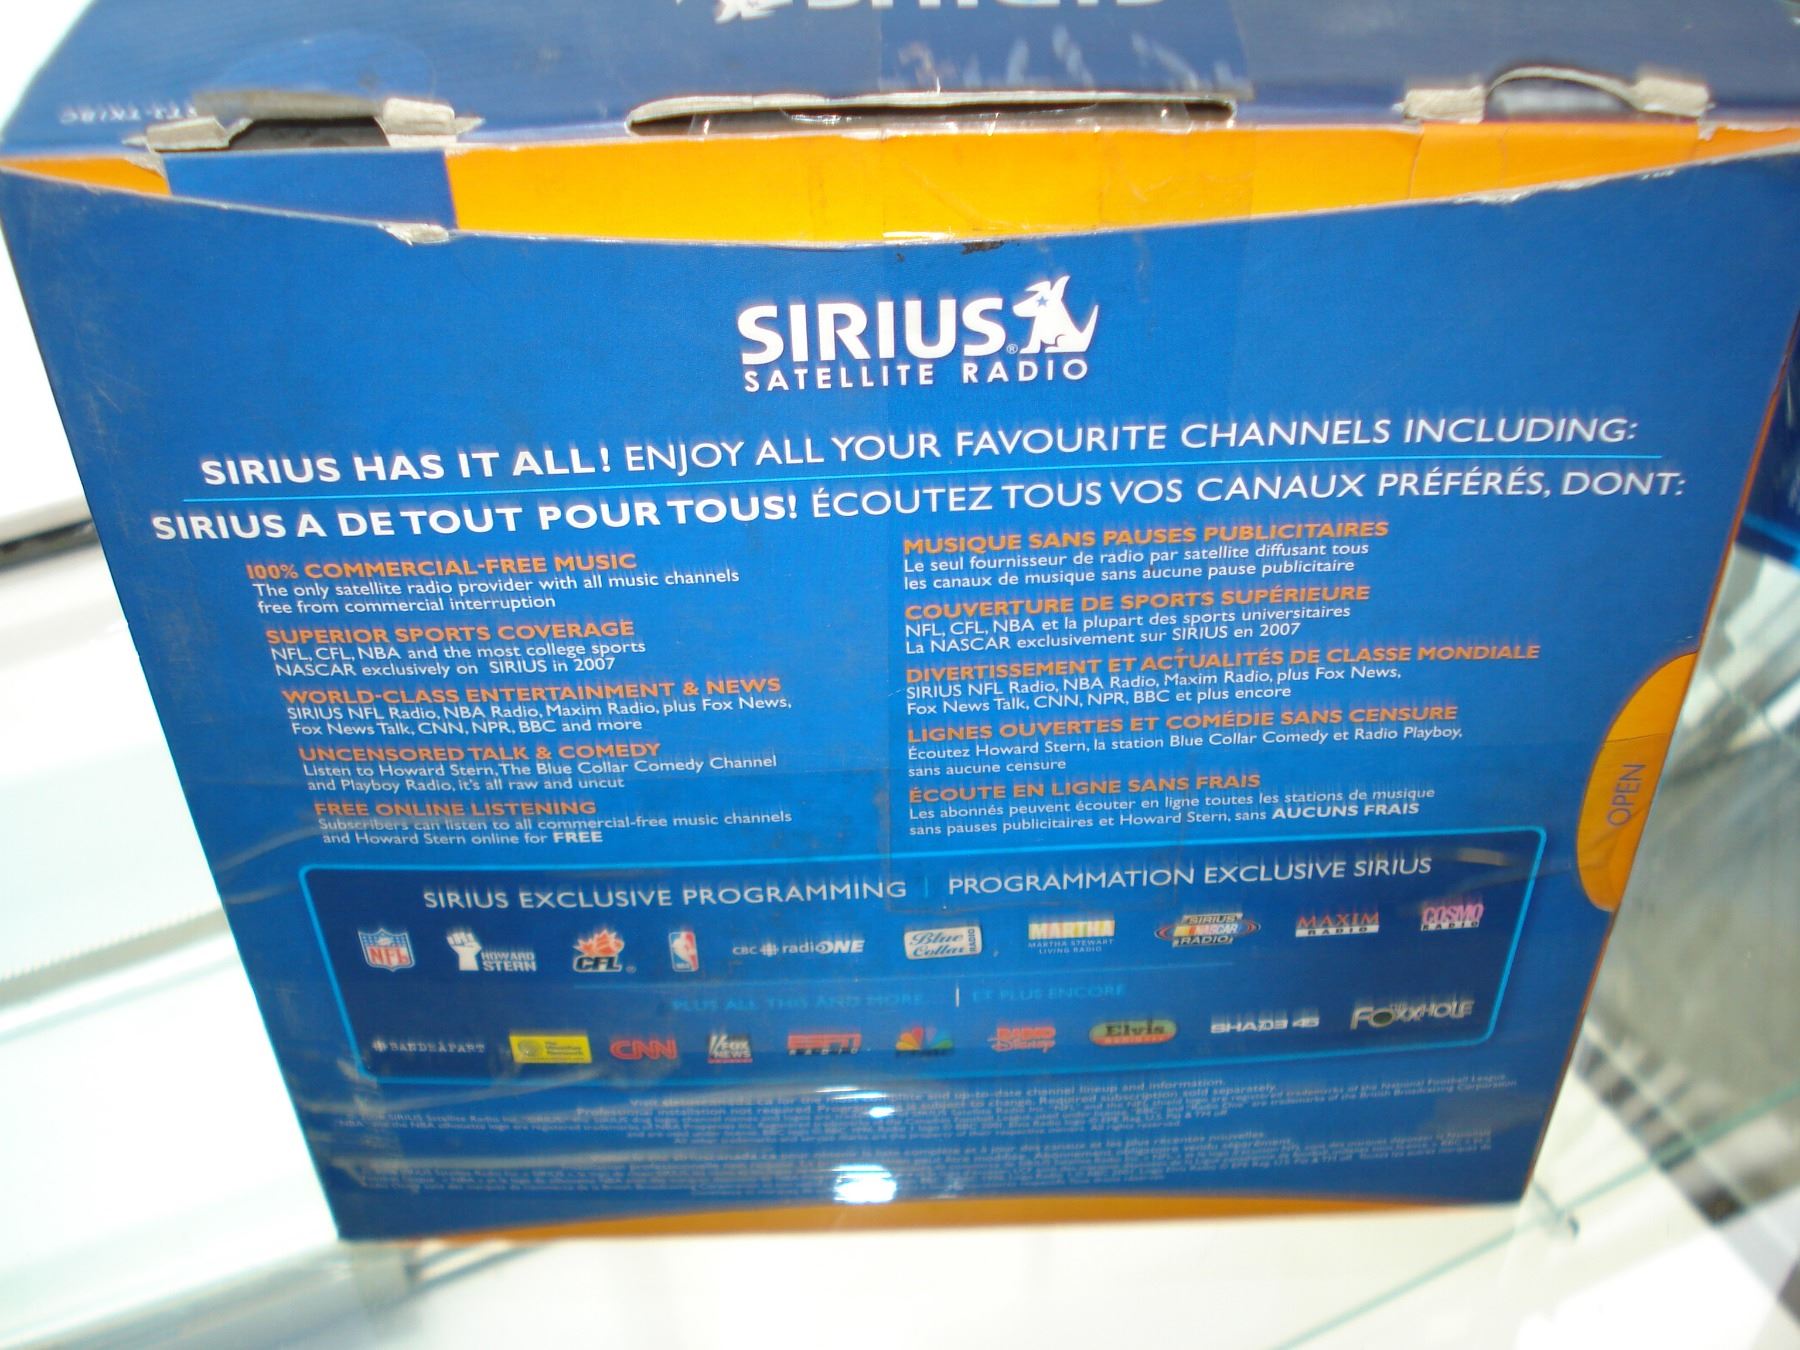 SIRIUS
SATELLITE RADIO
SIRIUS HAS IT ALL! ENJOY ALL YOUR FAVOURITE CHANNELS INCLUDING:
SIRIUS A DE TOUT POUR TOUS! ÉCOUTEZ TOUS VOS CANAUX PRÉFÉRÉS, DONT:
100% COMMERCIAL-FREE MUSIC
The only satellite radio provider with all music channels
free from commercial interruption
SUPERIOR SPORTS COVERAGE
NFL, CFL, NBA and the most college sports
NASCAR exclusively on SIRIUS in 2007
WORLD-CLASS ENTERTAINMENT & NEWS
SIRIUS NFL Radio, NBA Radio, Maxim Radio, plus Fox News,
Fox News Talk, CNN, NPR, BBC and more
UNCENSORED TALK & COMEDY
Listen to Howard Stern, The Blue Collar Comedy Channel
and Playboy Radio, it's all raw and uncut
FREE ONLINE LISTENING
Subscribers can listen to all commercial-free music channels
and Howard Stern online for FREE
MUSIQUE SANS PAUSES PUBLICITAIRES
Le seul fournisseur de radio par satellite diffusant tous
les canaux de musique sans aucune pause publicitaire
COUVERTURE DE SPORTS SUPÉRIEURE
NFL, CFL, NBA et la plupart des sports universitaires
La NASCAR exclusivement sur SIRIUS en 2007
DIVERTISSEMENT ET ACTUALITÉS DE CLASSE MONDIALE
SIRIUS NFL Radio, NBA Radio, Maxim Radio, plus Fox News,
Fox News Talk, CNN, NPR, BBC et plus encore
LIGNES OUVERTES ET COMÉDIE SANS CENSURE
Écoutez Howard Stern, la station Blue Collar Comedy et Radio Playboy,
sans aucune censure
ÉCOUTE EN LIGNE SANS FRAIS
Les abonnés peuvent écouter en ligne toutes les stations de musique
sans pauses publicitaires et Howard Stern, sans AUCUNS FRAIS
OPEN
SIRIUS EXCLUSIVE PROGRAMMING | PROGRAMMATION EXCLUSIVE SIRIUS
NFL HOWARD STERN CFL NBA CBC radiONE Blue Collar RADIO MARTHA MARTHA STEWART LIVING RADIO SIRIUS NASCAR RADIO MAXIM RADIO COSMO RADIO
PLUS ALL THIS AND MORE... | ET PLUS ENCORE
BANDEÀPART The Weather Network CNN FOX NEWS ESPN RADIO RADIO Disney Elvis SHADE 45 THE FOXXHOLE